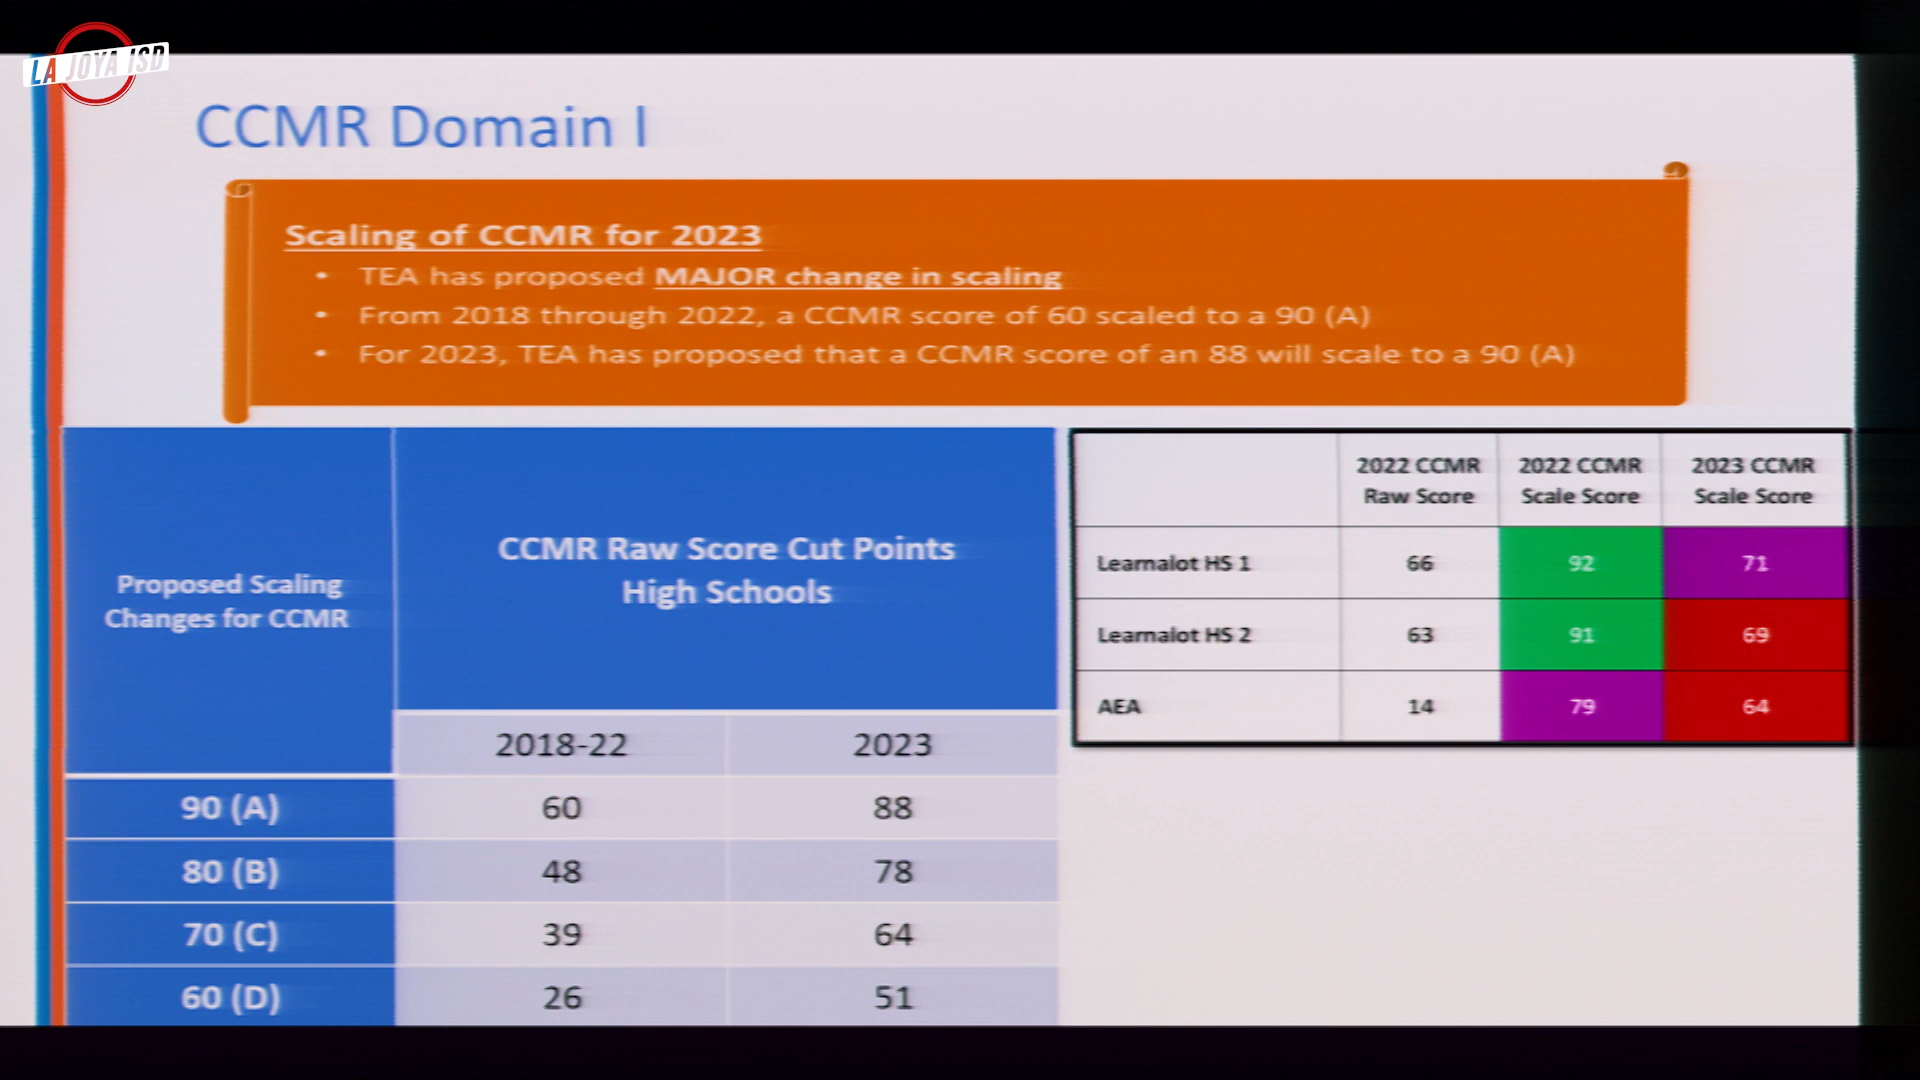 LA JOYA ISD
CCMR Domain I
Scaling of CCMR for 2023
• TEA has proposed MAJOR change in scaling
• From 2018 through 2022, a CCMR score of 60 scaled to a 90 (A)
• For 2023, TEA has proposed that a CCMR score of an 88 will scale to a 90 (A)
Proposed Scaling
Changes for CCMR
CCMR Raw Score Cut Points
High Schools
2018-22 2023
90 (A) 60 88
80 (B) 48 78
70 (C) 39 64
60 (D) 26 51
2022 CCMR 2022 CCMR 2023 CCMR
Raw Score Scale Score Scale Score
Learnalot HS 1 66 92 71
Learnalot HS 2 63 91 69
AEA 14 79 64